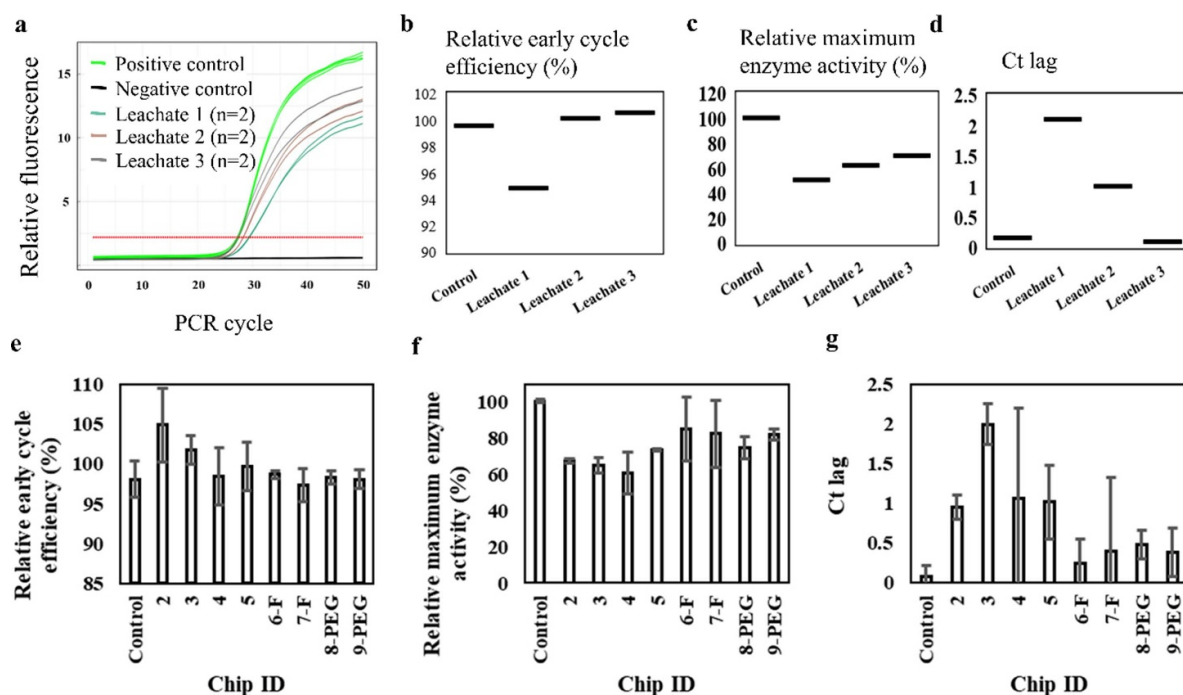 a
Relative fluorescence
15
10
5
Positive control
Negative control
Leachate 1 (n=2)
Leachate 2 (n=2)
Leachate 3 (n=2)
0 10 20 30 40 50
PCR cycle
b
Relative early cycle
efficiency (%)
102
100
98
96
94
92
90
Control Leachate 1 Leachate 2 Leachate 3
c
Relative maximum
enzyme activity (%)
120
100
80
60
40
20
0
Control Leachate 1 Leachate 2 Leachate 3
d
Ct lag
2.5
2
1.5
1
0.5
0
Control Leachate 1 Leachate 2 Leachate 3
e
Relative early cycle
efficiency (%)
110
105
100
95
90
85
Control 2 3 4 5 6-F 7-F 8-PEG 9-PEG
Chip ID
f
Relative maximum enzyme
activity (%)
100
80
60
40
20
0
Control 2 3 4 5 6-F 7-F 8-PEG 9-PEG
Chip ID
g
Ct lag
2.5
2
1.5
1
0.5
0
Control 2 3 4 5 6-F 7-F 8-PEG 9-PEG
Chip ID